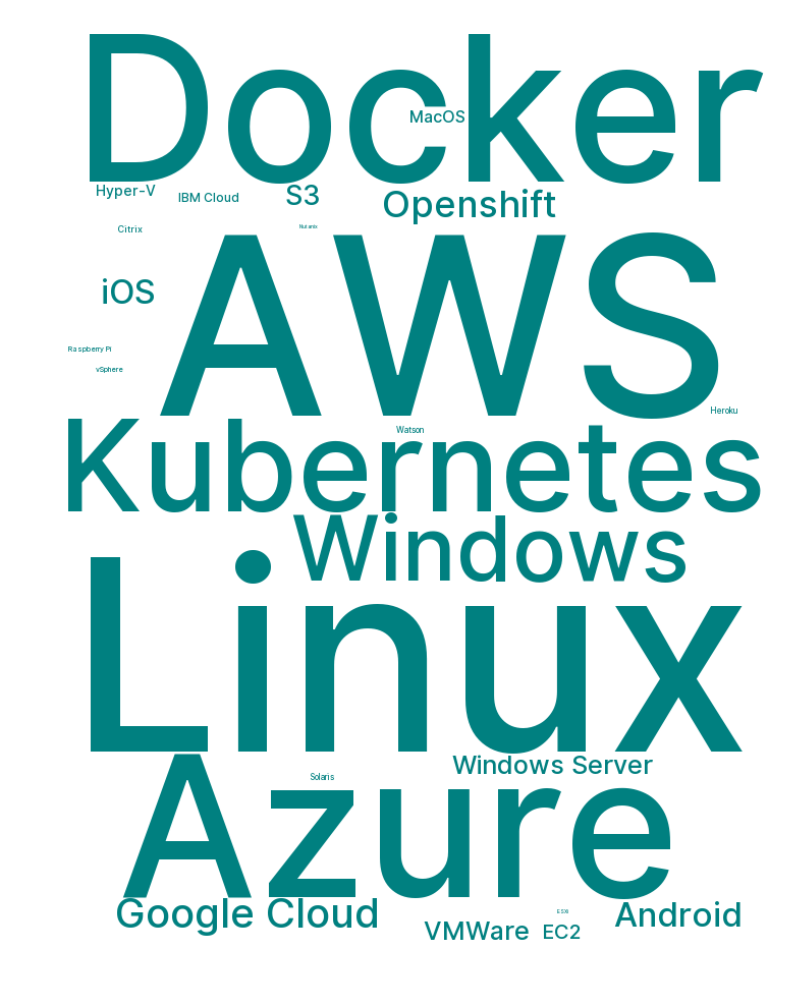 Docker
MacOS
Hyper-V
IBM Cloud
S3
Openshift
Citrix
Nutanix
AWS
iOS
Raspberry Pi
vSphere
Heroku
Kubernetes
Watson
Windows
Linux
Windows Server
Solaris
Azure
Google Cloud
VMWare
EC2
Android